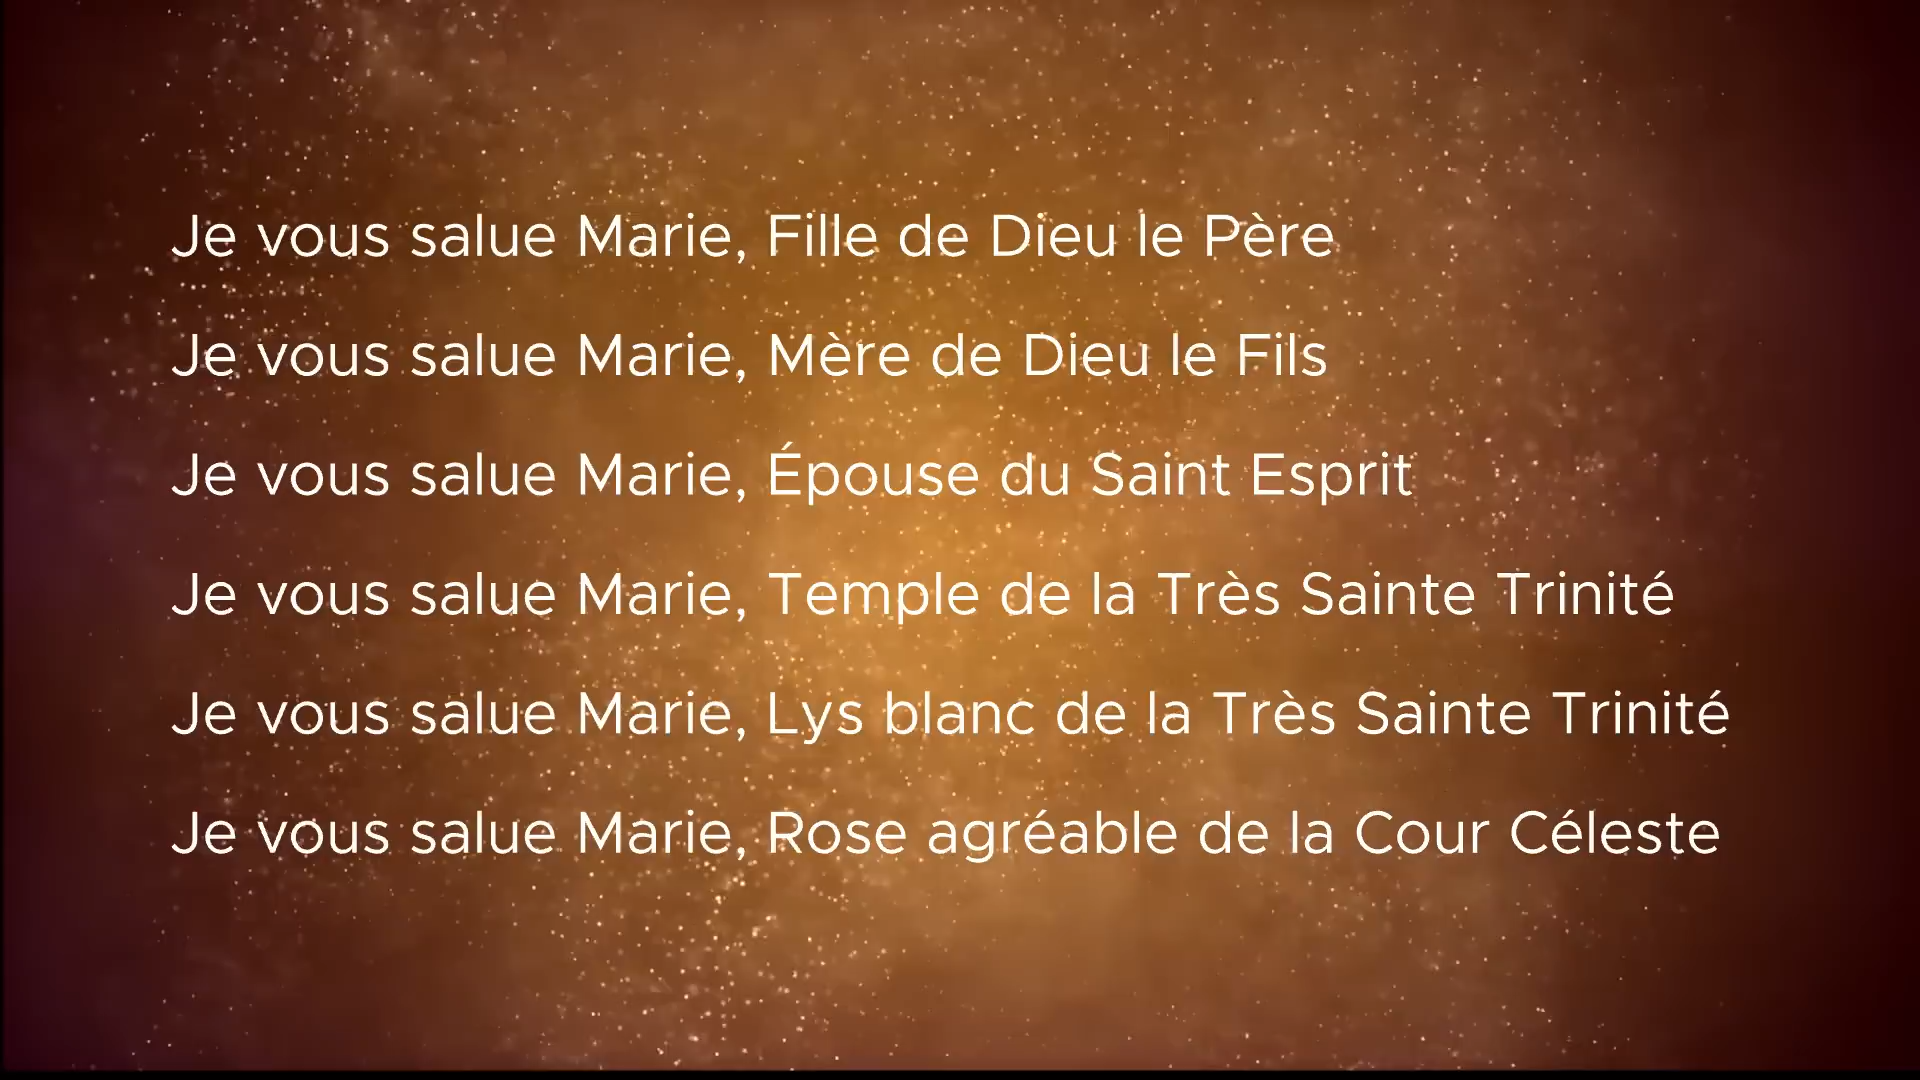 Je vous salue Marie, Fille de Dieu le Père
Je vous salue Marie, Mère de Dieu le Fils
Je vous salue Marie, Épouse du Saint Esprit
Je vous salue Marie, Temple de la Très Sainte Trinité
Je vous salue Marie, Lys blanc de la Très Sainte Trinité
Je vous salue Marie, Rose agréable de la Cour Céleste